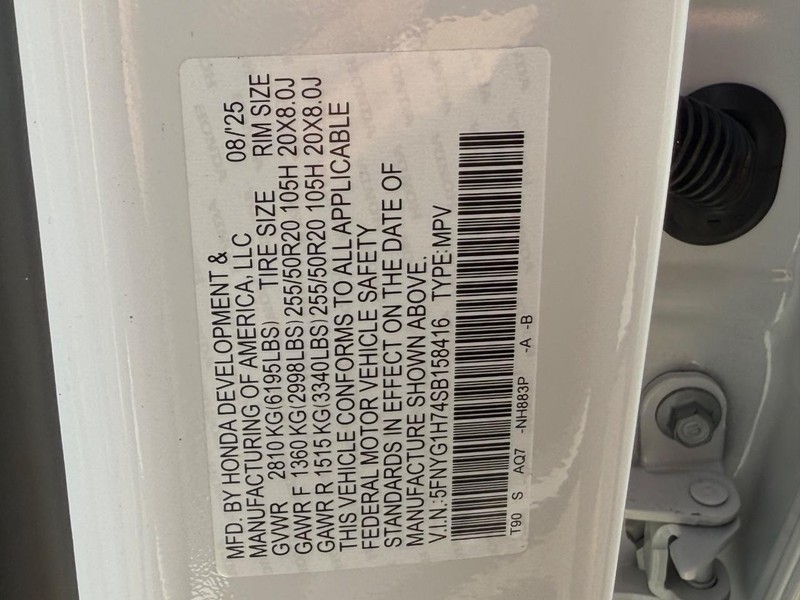 MFD. BY HONDA DEVELOPMENT & 08/'25
MANUFACTURING OF AMERICA, LLC
GVWR 2810 KG(6195LBS) TIRE SIZE RIM SIZE
GAWR F 1360 KG(2998LBS) 255/50R20 105H 20X8.0J
GAWR R 1515 KG(3340LBS) 255/50R20 105H 20X8.0J
THIS VEHICLE CONFORMS TO ALL APPLICABLE
FEDERAL MOTOR VEHICLE SAFETY
STANDARDS IN EFFECT ON THE DATE OF
MANUFACTURE SHOWN ABOVE.
V.I.N.:5FNYG1H74SB158416 TYPE:MPV
T90 S AQ7 -NH883P -A -B